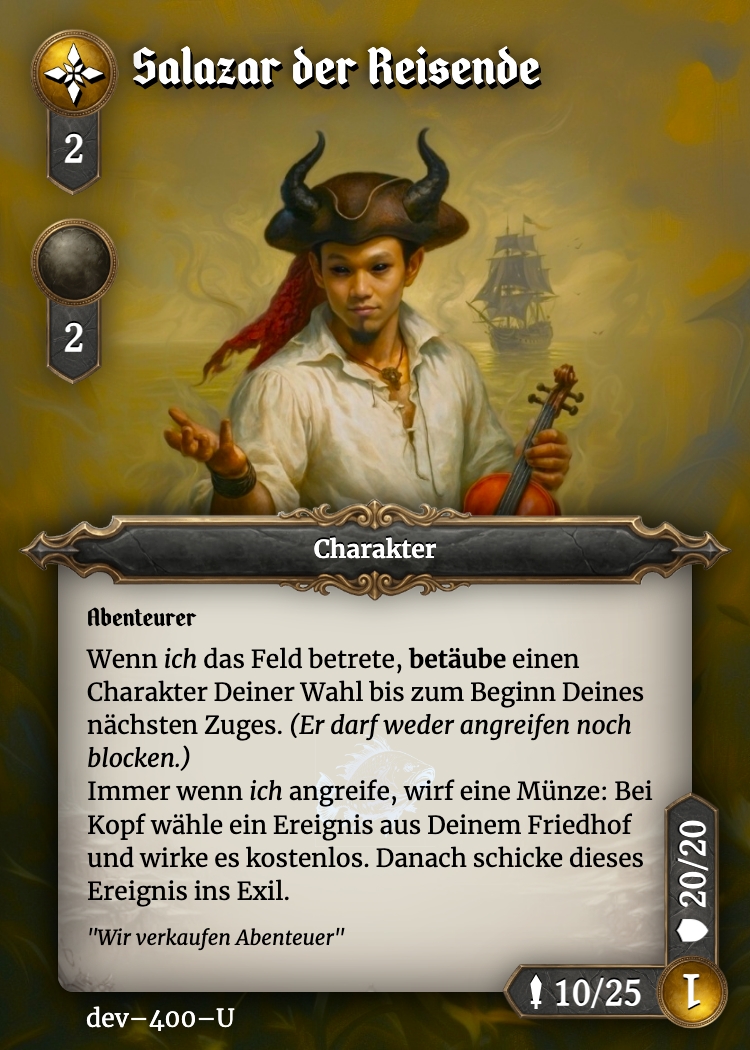 Salazar der Reisende
2
2
Charakter
Abenteurer
Wenn ich das Feld betrete, betäube einen
Charakter Deiner Wahl bis zum Beginn Deines
nächsten Zuges. (Er darf weder angreifen noch
blocken.)
Immer wenn ich angreife, wirf eine Münze: Bei
Kopf wähle ein Ereignis aus Deinem Friedhof
und wirke es kostenlos. Danach schicke dieses
Ereignis ins Exil.
"Wir verkaufen Abenteuer"
20/20
10/25
1
dev–400–U